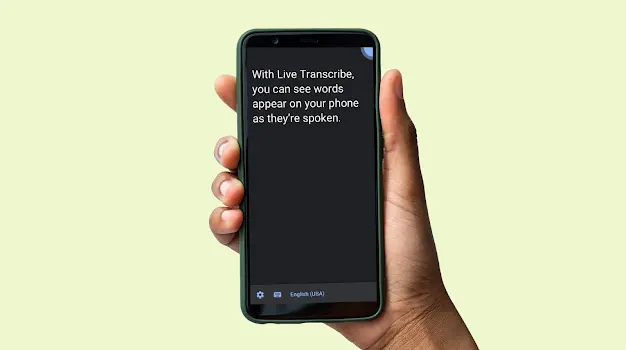 With Live Transcribe,
you can see words
appear on your phone
as they're spoken.
English (USA)